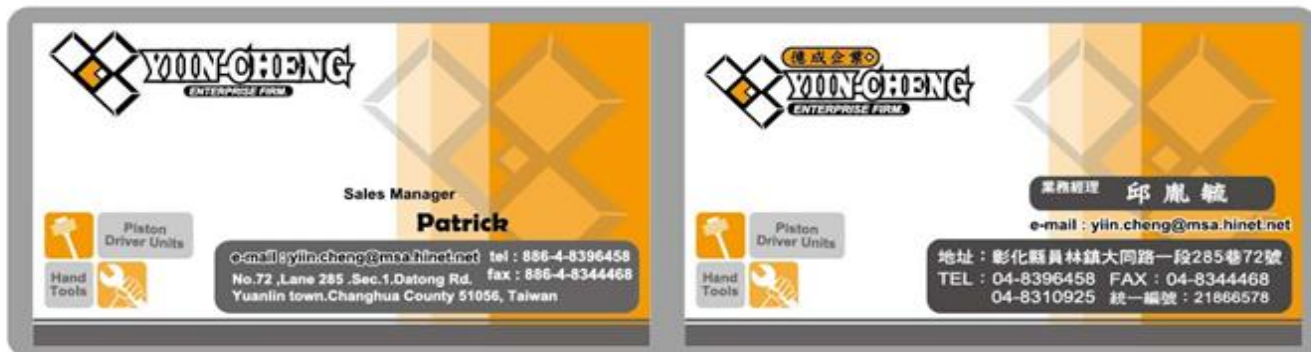 YIIN-CHENG
ENTERPRISE FIRM.
Sales Manager
Patrick
Piston
Driver Units
Hand
Tools
e-mail : yiin.cheng@msa.hinet.net tel : 886-4-8396458
No.72 ,Lane 285 .Sec.1.Datong Rd. fax : 886-4-8344468
Yuanlin town.Changhua County 51056, Taiwan
億成企業
YIIN-CHENG
ENTERPRISE FIRM.
業務經理 邱胤毓
e-mail : yiin.cheng@msa.hinet.net
Piston
Driver Units
Hand
Tools
地址：彰化縣員林鎮大同路一段285巷72號
TEL：04-8396458 FAX：04-8344468
04-8310925 統一編號：21866578